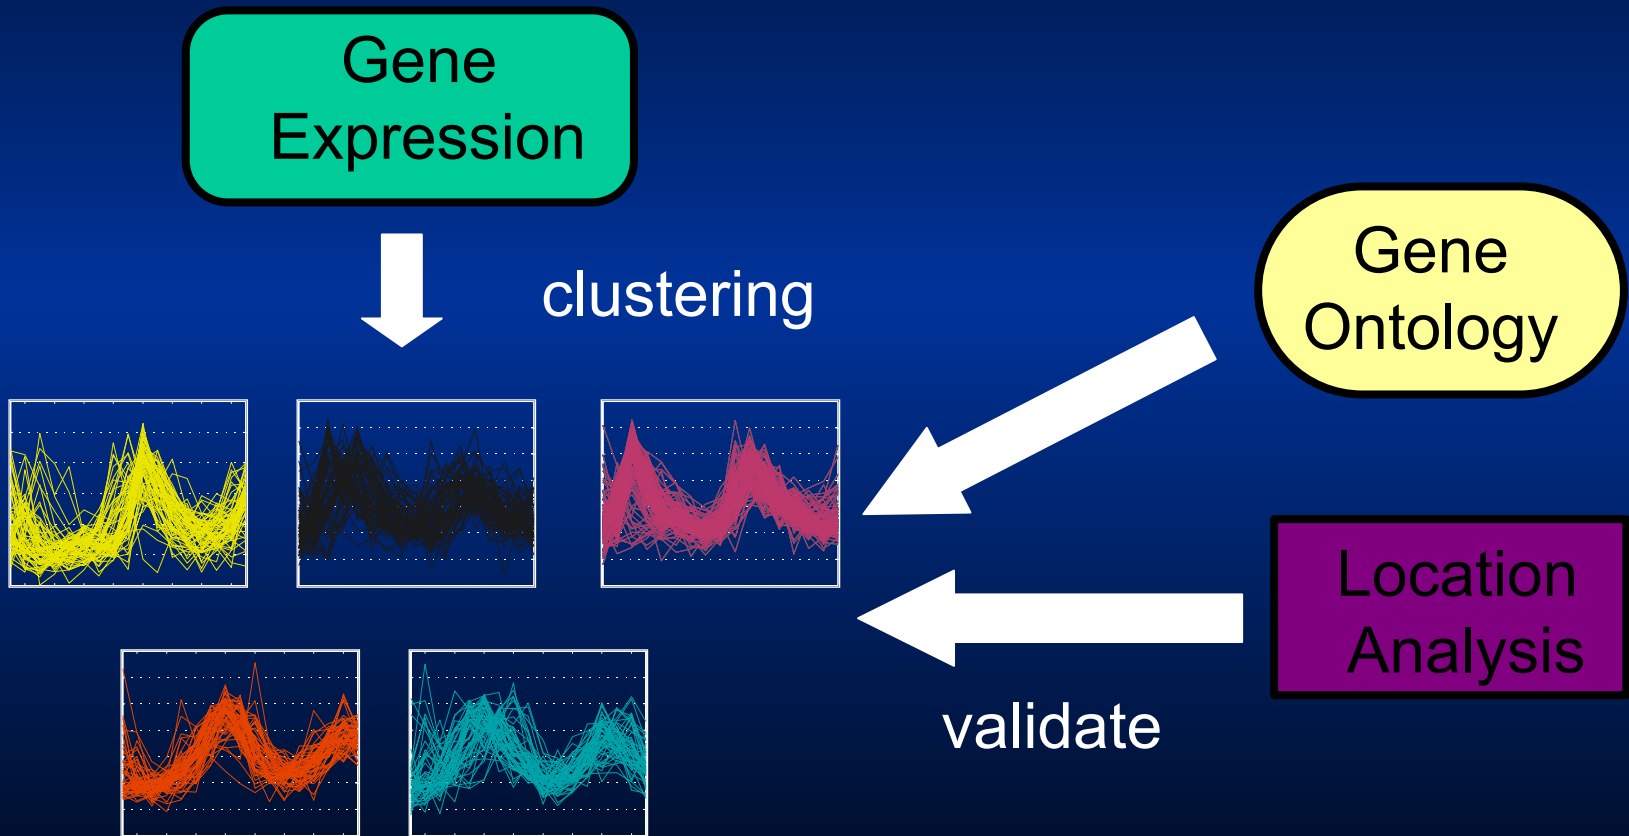 Gene
Expression
clustering
Gene
Ontology
Location
Analysis
validate